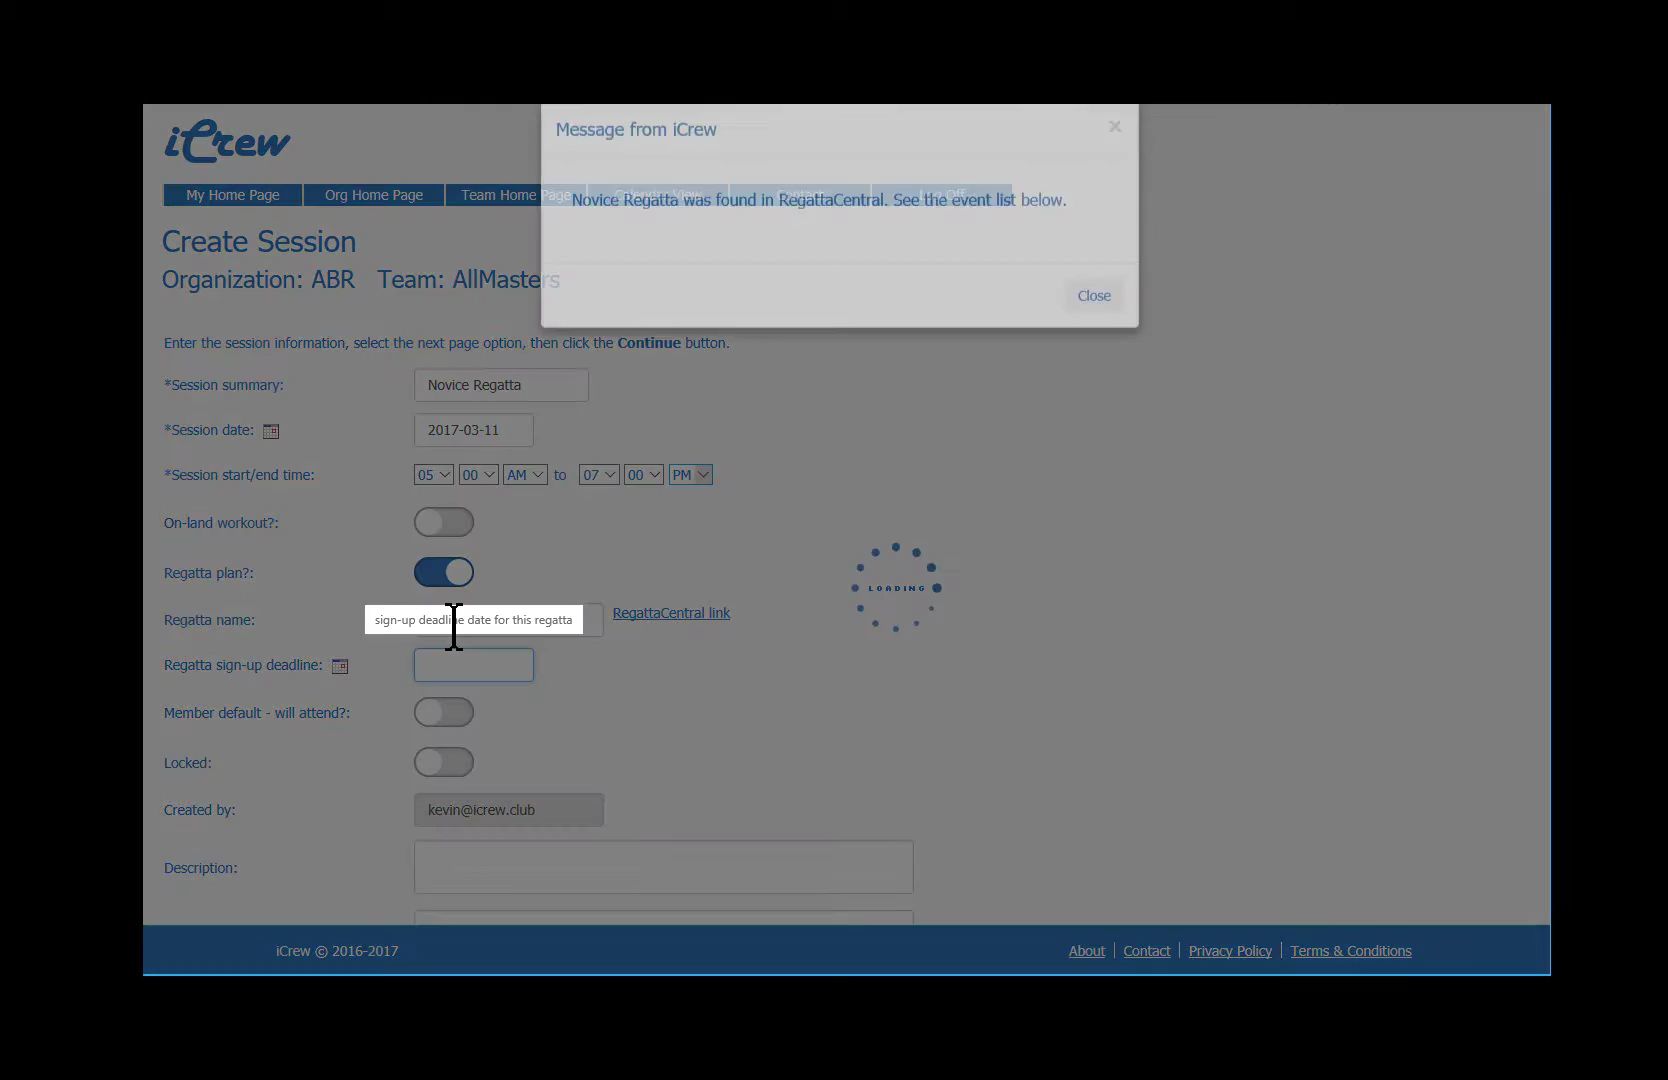 iCrew
Message from iCrew
×
My Home Page Org Home Page Team Home Page Calendar View Contact Log Off
Novice Regatta was found in RegattaCentral. See the event list below.
Create Session
Organization: ABR Team: AllMasters
Close
Enter the session information, select the next page option, then click the Continue button.
*Session summary: Novice Regatta
*Session date: 2017-03-11
*Session start/end time: 05 00 AM to 07 00 PM
On-land workout?:
Regatta plan?:
LOADING
Regatta name: sign-up deadline date for this regatta RegattaCentral link
Regatta sign-up deadline:
Member default - will attend?:
Locked:
Created by: kevin@icrew.club
Description:
iCrew © 2016-2017 About Contact Privacy Policy Terms & Conditions